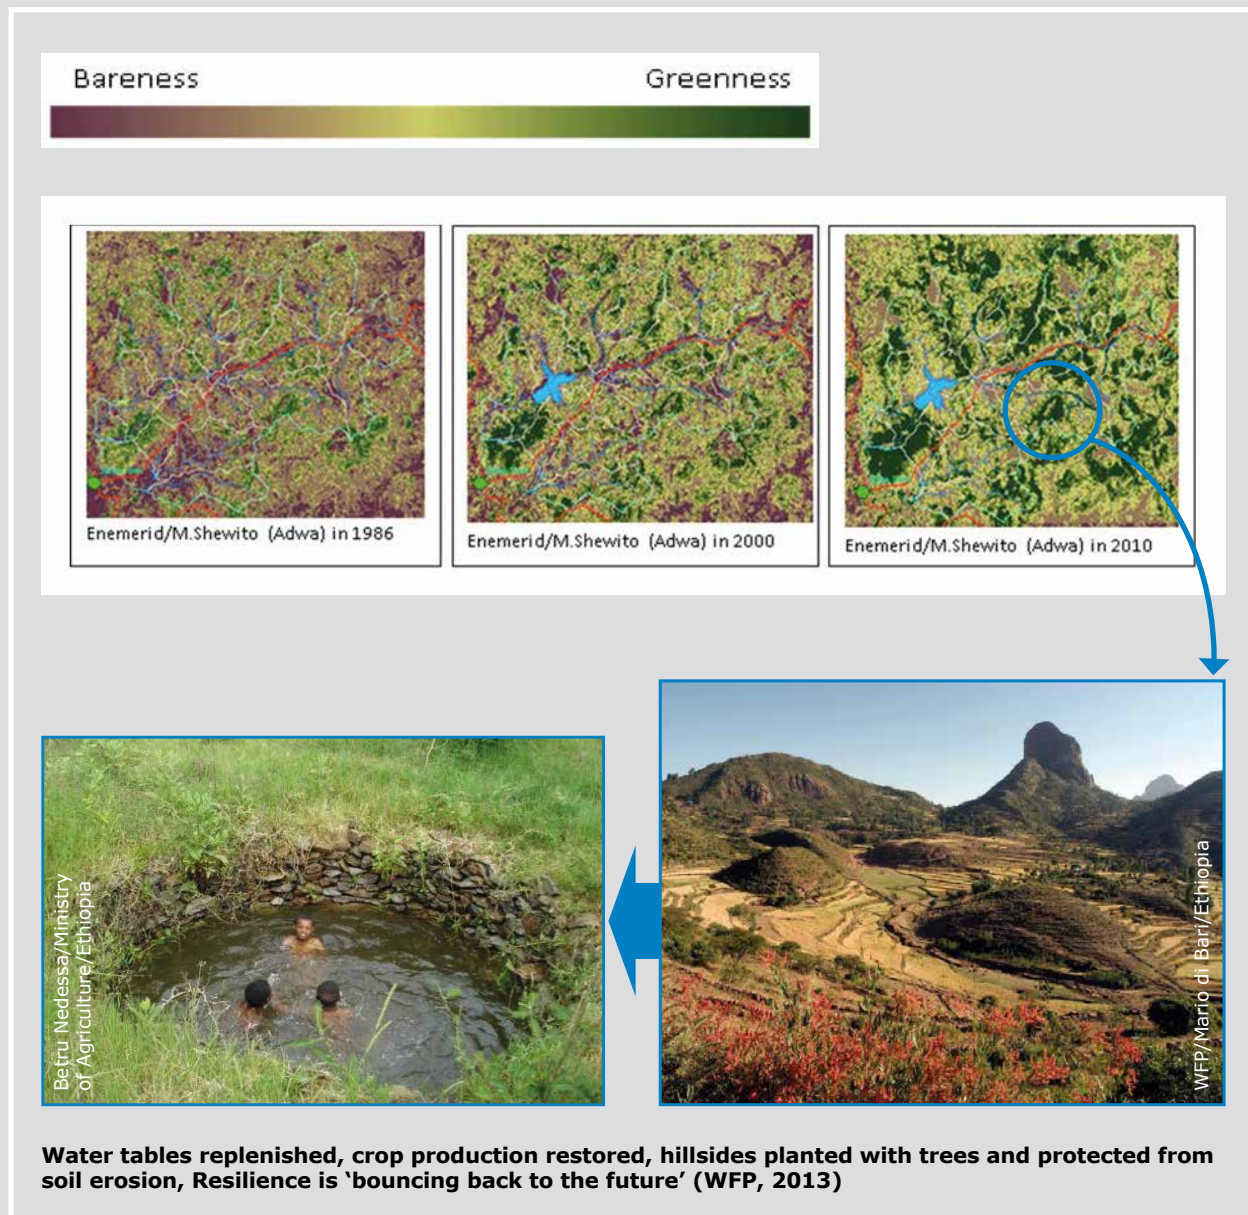 Bareness
Greenness
Enemerid/M.Shewito (Adwa) in 1986
Enemerid/M.Shewito (Adwa) in 2000
Enemerid/M.Shewito (Adwa) in 2010
Betru Nedessa/Ministry
of Agriculture/Ethiopia
WFP/Mario di Bari/Ethiopia
Water tables replenished, crop production restored, hillsides planted with trees and protected from
soil erosion, Resilience is ‘bouncing back to the future’ (WFP, 2013)